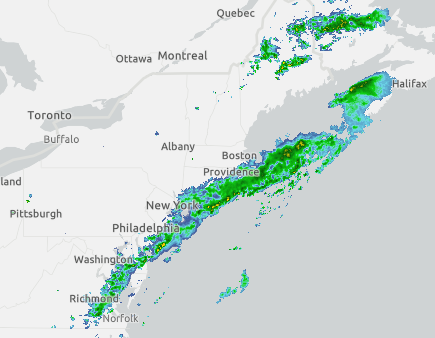 Quebec
Ottawa
Montreal
Halifax
Toronto
Buffalo
Albany
Boston
Providence
land
Pittsburgh
New York
Philadelphia
Washington
Richmond
Norfolk